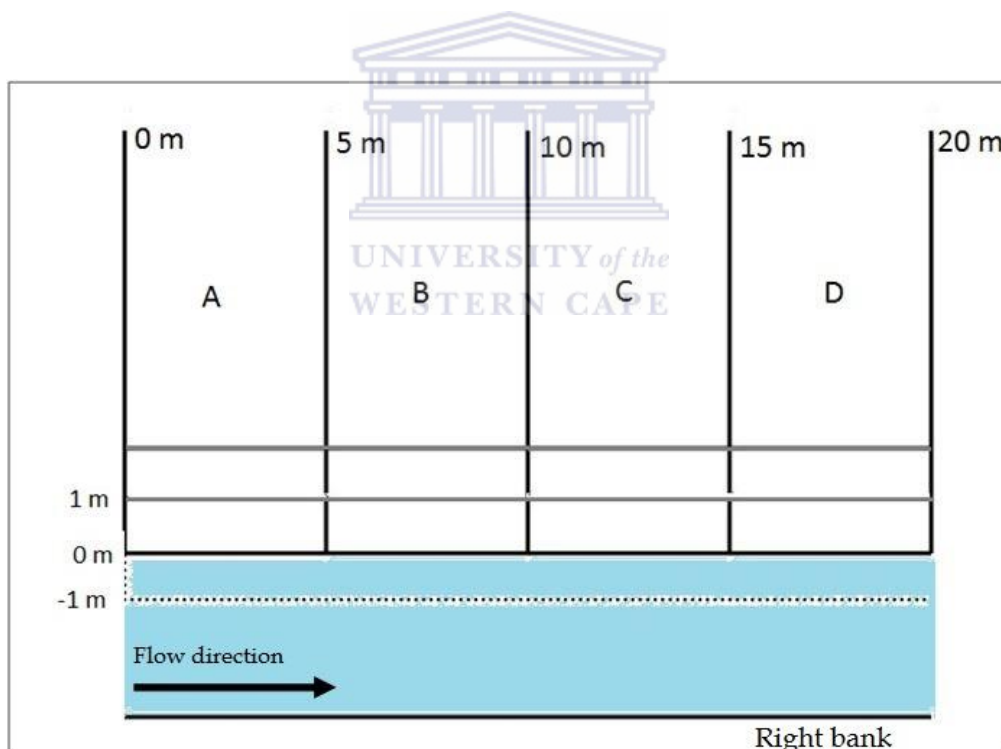 0 m
5 m
10 m
15 m
20 m
UNIVERSITY of the
WESTERN CAPE
A
B
C
D
1 m
0 m
-1 m
Flow direction
Right bank